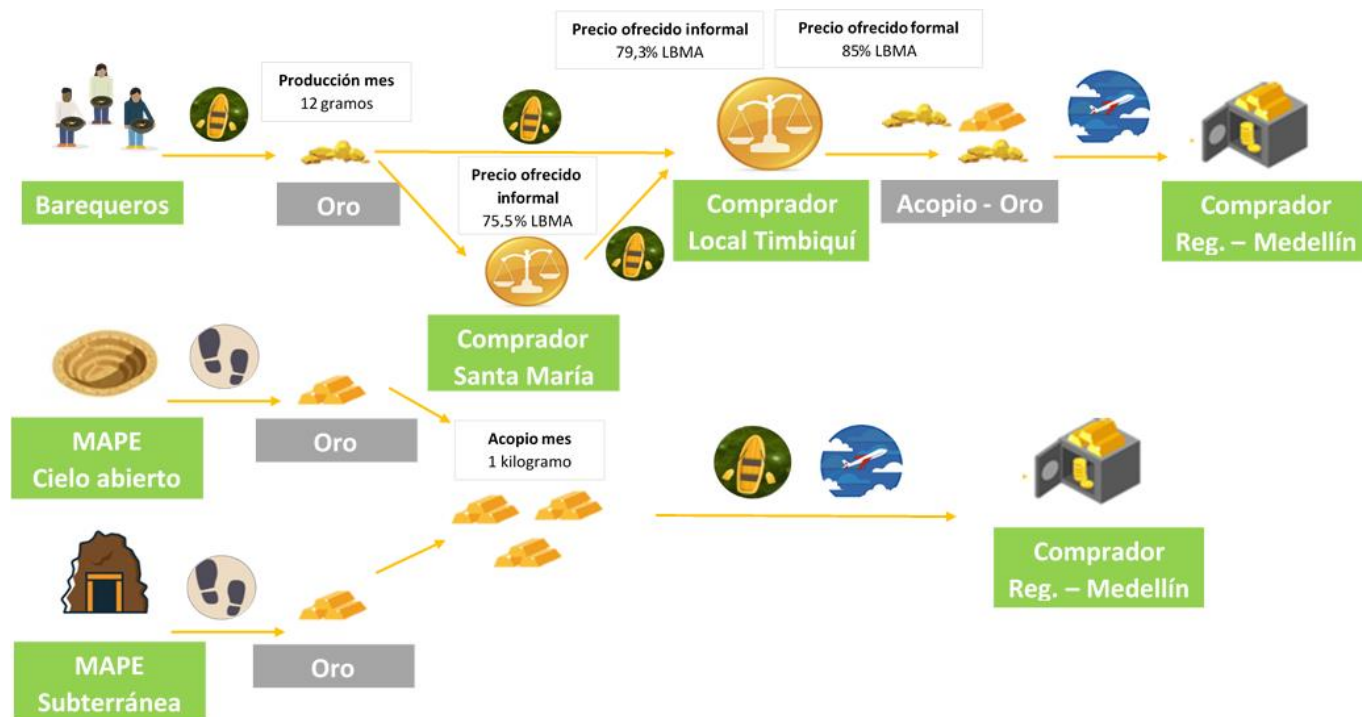 Precio ofrecido informal
79,3% LBMA
Precio ofrecido formal
85% LBMA
Producción mes
12 gramos
Precio ofrecido
informal
75,5% LBMA
Barequeros
Oro
Comprador
Local Timbiquí
Acopio - Oro
Comprador
Reg. – Medellín
Comprador
Santa María
MAPE
Cielo abierto
Oro
Acopio mes
1 kilogramo
Comprador
Reg. – Medellín
MAPE
Subterránea
Oro